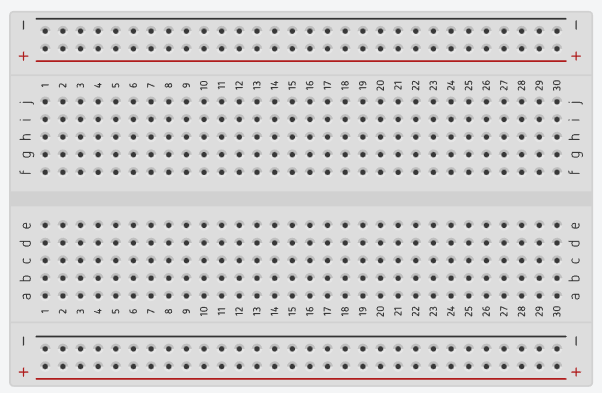 − −
+ +
1 2 3 4 5 6 7 8 9 10 11 12 13 14 15 16 17 18 19 20 21 22 23 24 25 26 27 28 29 30
j j
i i
h h
g g
f f
e e
d d
c c
b b
a a
1 2 3 4 5 6 7 8 9 10 11 12 13 14 15 16 17 18 19 20 21 22 23 24 25 26 27 28 29 30
− −
+ +